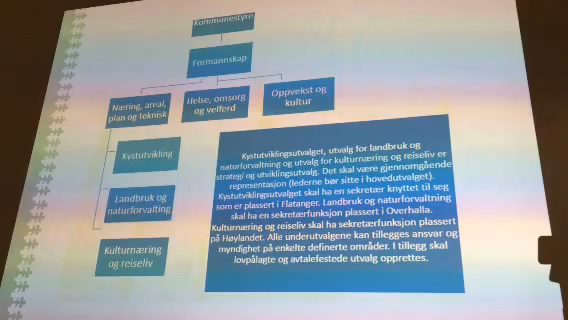 Kommunestyre
Formannskap
Næring, areal,
plan og teknisk
Helse, omsorg
og velferd
Oppvekst og
kultur
Kystutvikling
Landbruk og
naturforvalting
Kulturnæring
og reiseliv
Kystutviklingsutvalget, utvalg for landbruk og
naturforvaltning og utvalg for kulturnæring og reiseliv er
strategi og utviklingsutvalg. Det skal være gjennomgående
representasjon (lederne bør sitte i hovedutvalget).
Kystutviklingsutvalget skal ha en sekretær knyttet til seg
som er plassert i Flatanger. Landbruk og naturforvaltning
skal ha en sekretærfunksjon plassert i Overhalla.
Kulturnæring og reiseliv skal ha sekretærfunksjon plassert
på Høylandet. Alle underutvalgene kan tillegges ansvar og
myndighet på enkelte definerte områder. I tillegg skal
lovpålagte og avtalefestede utvalg opprettes.